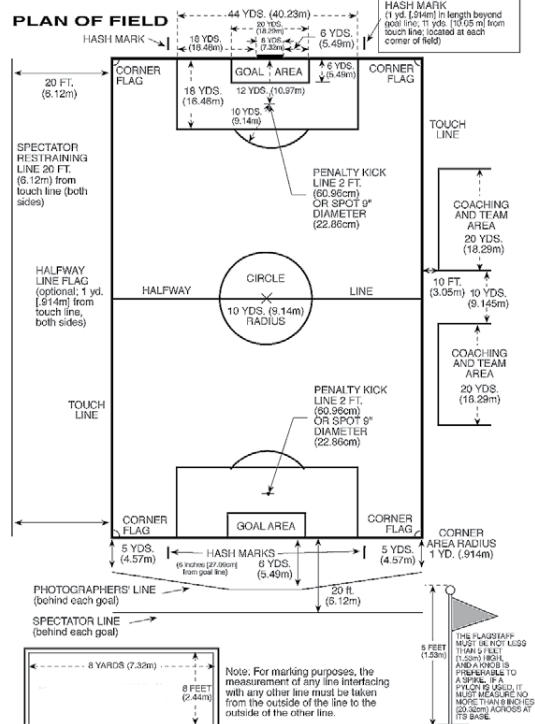 PLAN OF FIELD
HASH MARK
44 YDS. (40.23m)
20 YDS.
(18.29m)
8 YDS.
(7.32m)
18 YDS.
(16.46m)
6 YDS.
(5.49m)
HASH MARK
(1 yd. [.914m] in length beyond
goal line; 11 yds. [10.05 m] from
touch line; located at each
corner of field)
CORNER
FLAG
GOAL AREA
6 YDS.
(5.49m)
CORNER
FLAG
20 FT.
(6.12m)
18 YDS.
(16.46m)
12 YDS. (10.97m)
10 YDS.
(9.14m)
TOUCH
LINE
SPECTATOR
RESTRAINING
LINE 20 FT.
(6.12m) from
touch line (both
sides)
PENALTY KICK
LINE 2 FT.
(60.96cm)
OR SPOT 9"
DIAMETER
(22.86cm)
COACHING
AND TEAM
AREA
20 YDS.
(18.29m)
HALFWAY
LINE FLAG
(optional; 1 yd.
[.914m] from
touch line,
both sides)
HALFWAY
CIRCLE
LINE
10 YDS. (9.14m)
RADIUS
10 FT.
(3.05m)
10 YDS.
(9.145m)
COACHING
AND TEAM
AREA
20 YDS.
(18.29m)
TOUCH
LINE
PENALTY KICK
LINE 2 FT.
(60.96cm)
OR SPOT 9"
DIAMETER
(22.86cm)
CORNER
FLAG
GOAL AREA
CORNER
FLAG
CORNER
AREA RADIUS
1 YD. (.914m)
5 YDS.
(4.57m)
HASH MARKS
(6 inches [27.09cm]
from goal line)
6 YDS.
(5.49m)
5 YDS.
(4.57m)
PHOTOGRAPHERS' LINE
(behind each goal)
20 ft.
(6.12m)
SPECTATOR LINE
(behind each goal)
8 YARDS (7.32m)
8 FEET
(2.44m)
Note: For marking purposes, the
measurement of any line interfacing
with any other line must be taken
from the outside of the line to the
outside of the other line.
5 FEET
(1.53m)
THE FLAGSTAFF
MUST BE NOT LESS
THAN 5 FEET
(1.53m) HIGH,
AND A KNOB IS
PREFERABLE TO
A SPIKE. IF A
PYLON IS USED, IT
MUST MEASURE NO
MORE THAN 8 INCHES
(20.32cm) ACROSS AT
ITS BASE.